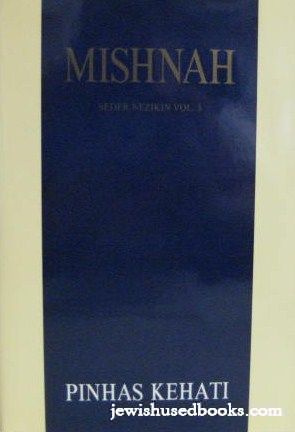 MISHNAH
SEDER NEZIKIN VOL. 3
PINHAS KEHATI
jewishusedbooks.com